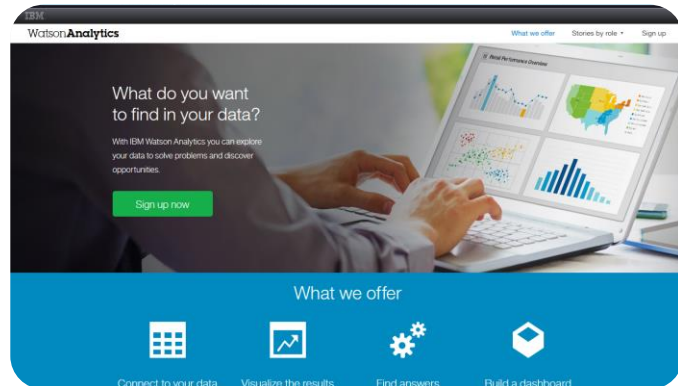 IBM
WatsonAnalytics
What we offer
Stories by role
Sign up
Retail Performance Overview
What do you want
to find in your data?
With IBM Watson Analytics you can explore
your data to solve problems and discover
opportunities.
Sign up now
What we offer
Connect to your data
Visualize the results
Find answers
Build a dashboard